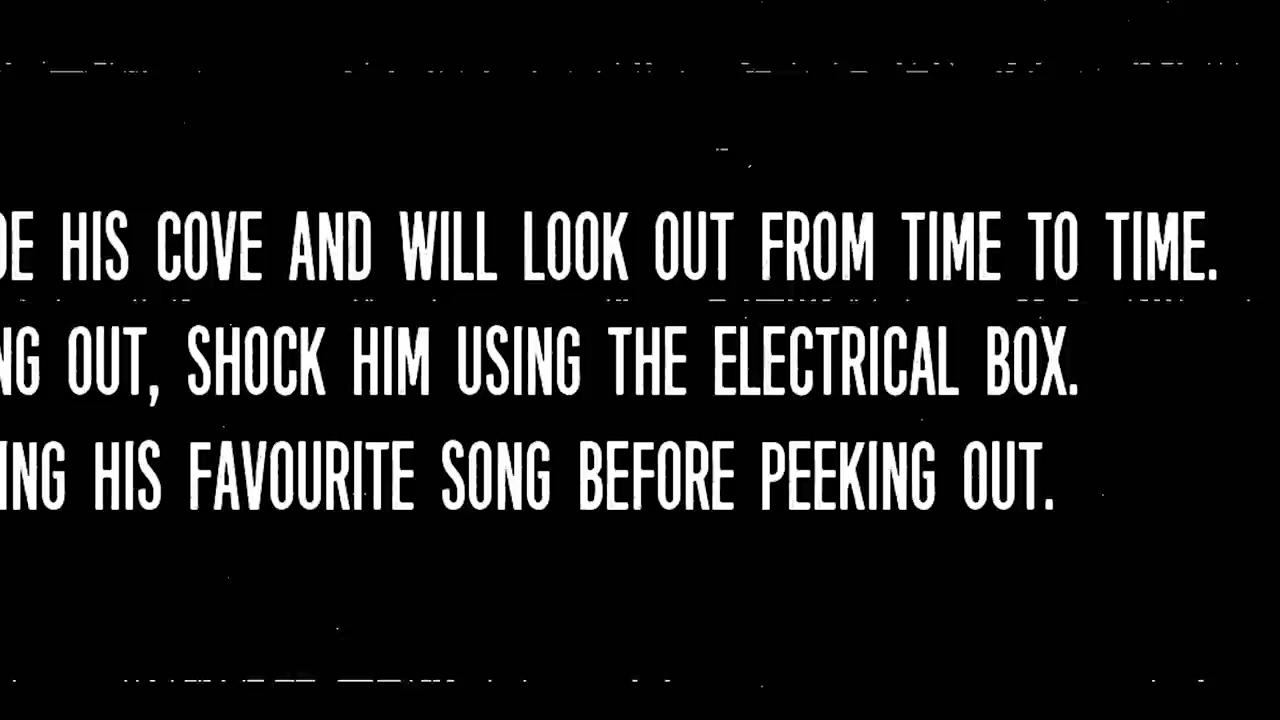 DE HIS COVE AND WILL LOOK OUT FROM TIME TO TIME.
NG OUT, SHOCK HIM USING THE ELECTRICAL BOX.
ING HIS FAVOURITE SONG BEFORE PEEKING OUT.